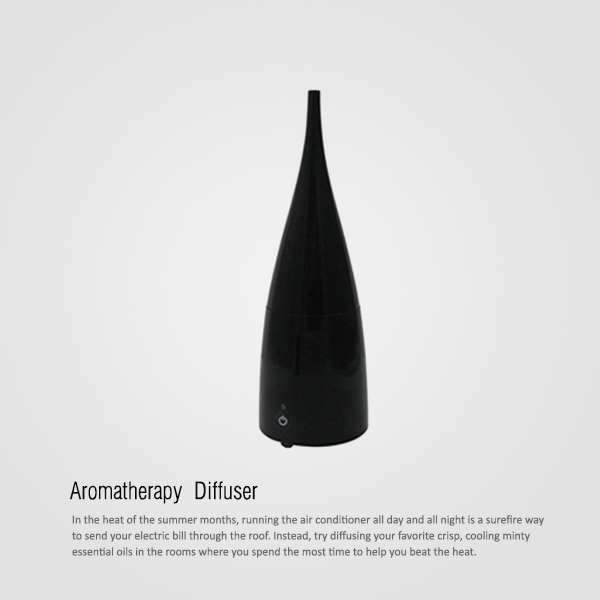 Aromatherapy Diffuser
In the heat of the summer months, running the air conditioner all day and all night is a surefire way
to send your electric bill through the roof. Instead, try diffusing your favorite crisp, cooling minty
essential oils in the rooms where you spend the most time to help you beat the heat.